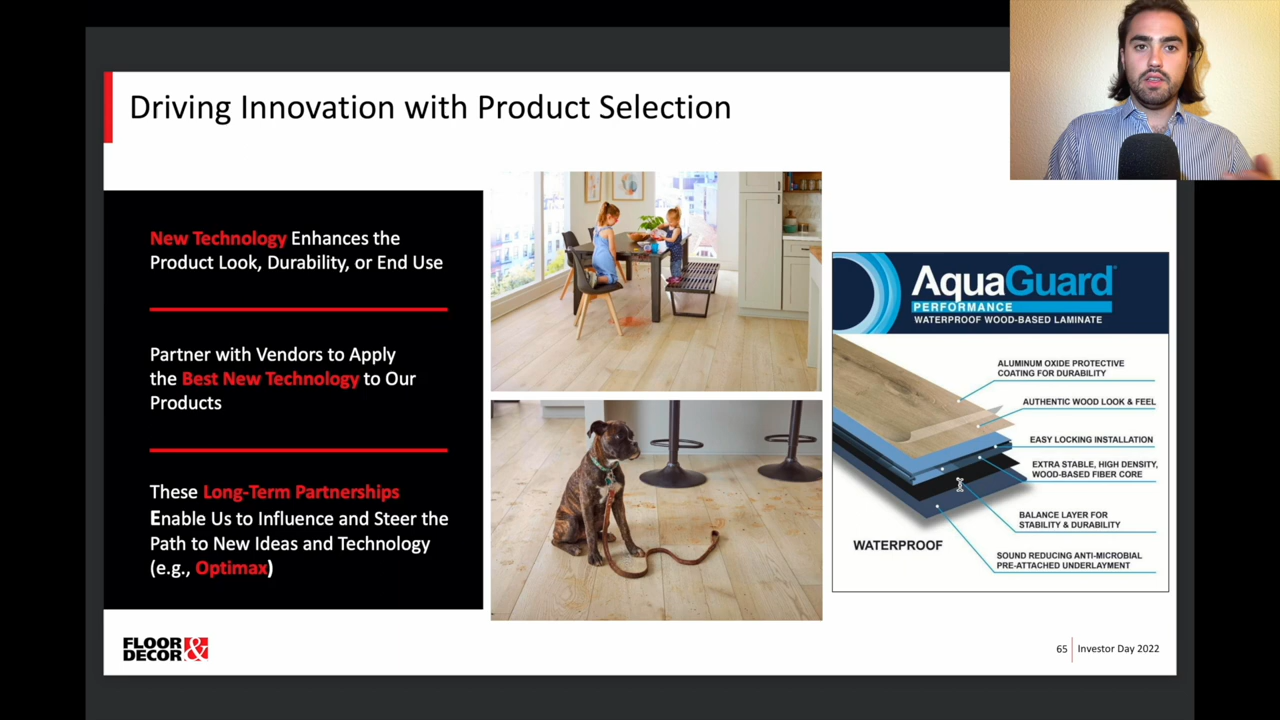 Driving Innovation with Product Selection
New Technology Enhances the
Product Look, Durability, or End Use
Partner with Vendors to Apply
the Best New Technology to Our
Products
These Long-Term Partnerships
Enable Us to Influence and Steer the
Path to New Ideas and Technology
(e.g., Optimax)
AquaGuard®
PERFORMANCE
WATERPROOF WOOD-BASED LAMINATE
ALUMINUM OXIDE PROTECTIVE
COATING FOR DURABILITY
AUTHENTIC WOOD LOOK & FEEL
EASY LOCKING INSTALLATION
EXTRA STABLE, HIGH DENSITY,
WOOD-BASED FIBER CORE
BALANCE LAYER FOR
STABILITY & DURABILITY
WATERPROOF
SOUND REDUCING ANTI-MICROBIAL
PRE-ATTACHED UNDERLAYMENT
FLOOR &
DECOR
65 Investor Day 2022